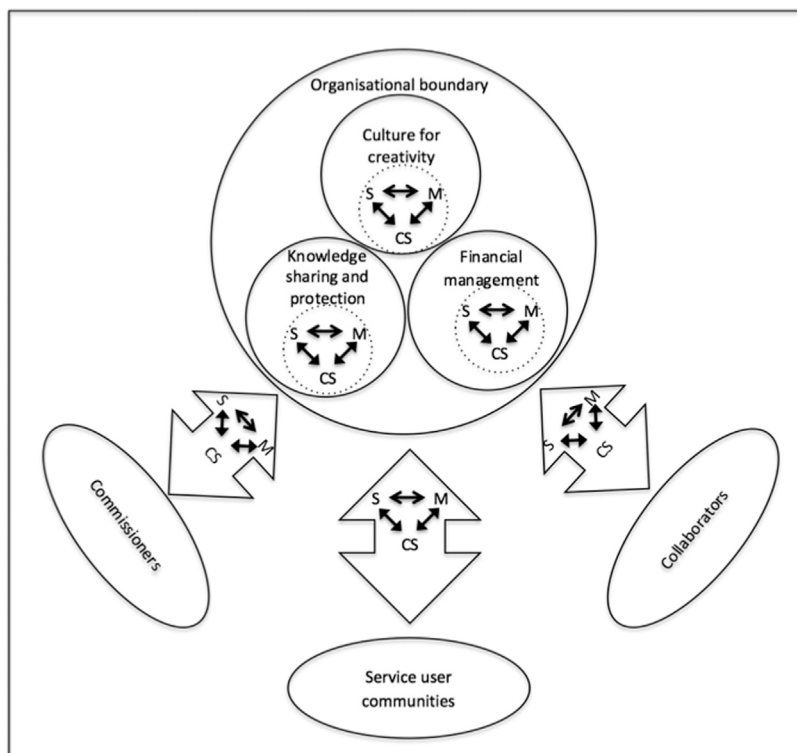 Organisational boundary
Culture for
creativity
S M
CS
Knowledge
sharing and
protection
S M
CS
Financial
management
S M
CS
S
M
CS
M
S
CS
S M
CS
Commissioners
Collaborators
Service user
communities